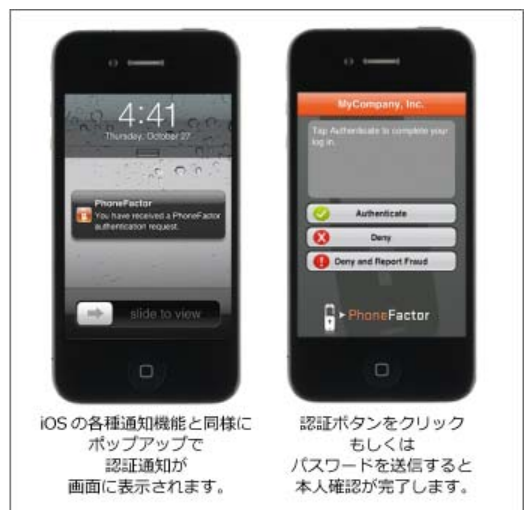 4:41
Thursday, October 27
PhoneFactor
You have received a PhoneFactor
authentication request.
slide to view
iOS の各種通知機能と同様に
ポップアップで
認証通知が
画面に表示されます。
MyCompany, Inc.
Tap Authenticate to complete your
log in.
Authenticate
Deny
Deny and Report Fraud
PhoneFactor
認証ボタンをクリック
もしくは
パスワードを送信すると
本人確認が完了します。